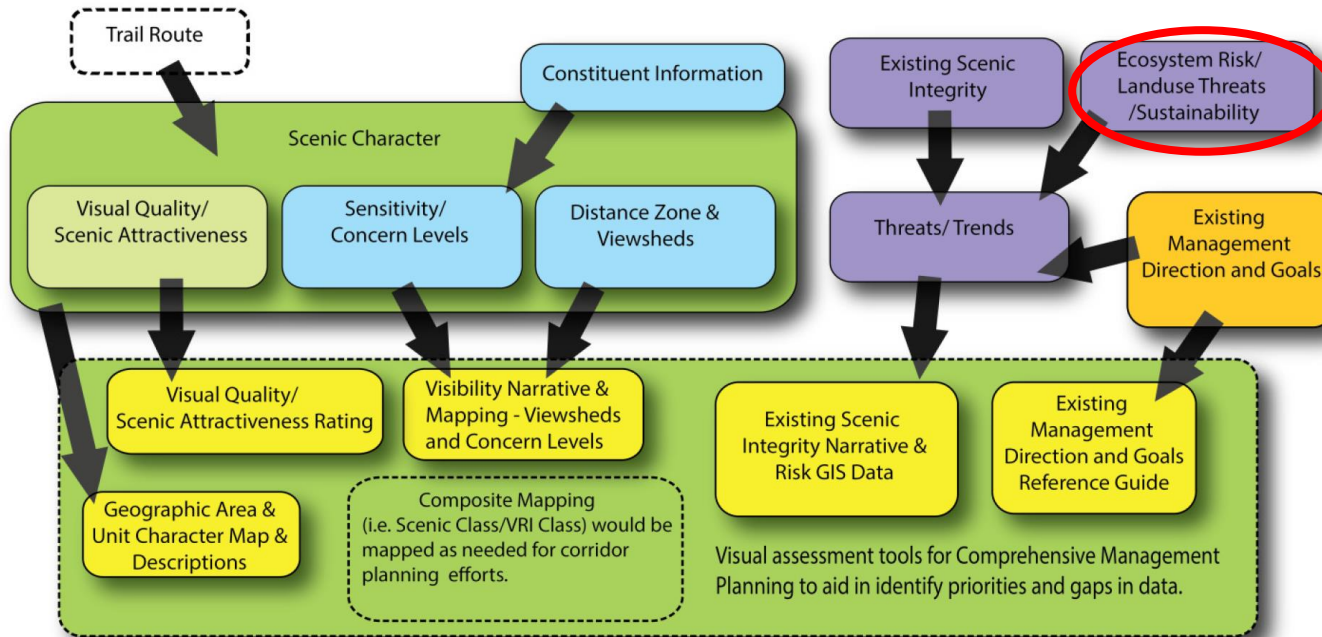 Trail Route
Constituent Information
Existing Scenic
Integrity
Ecosystem Risk/
Landuse Threats
/Sustainability
Scenic Character
Visual Quality/
Scenic Attractiveness
Sensitivity/
Concern Levels
Distance Zone &
Viewsheds
Threats/ Trends
Existing
Management
Direction and Goals
Visual Quality/
Scenic Attractiveness Rating
Visibility Narrative &
Mapping - Viewsheds
and Concern Levels
Existing Scenic
Integrity Narrative &
Risk GIS Data
Existing
Management
Direction and Goals
Reference Guide
Geographic Area &
Unit Character Map &
Descriptions
Composite Mapping
(i.e. Scenic Class/VRI Class) would be
mapped as needed for corridor
planning efforts.
Visual assessment tools for Comprehensive Management
Planning to aid in identify priorities and gaps in data.